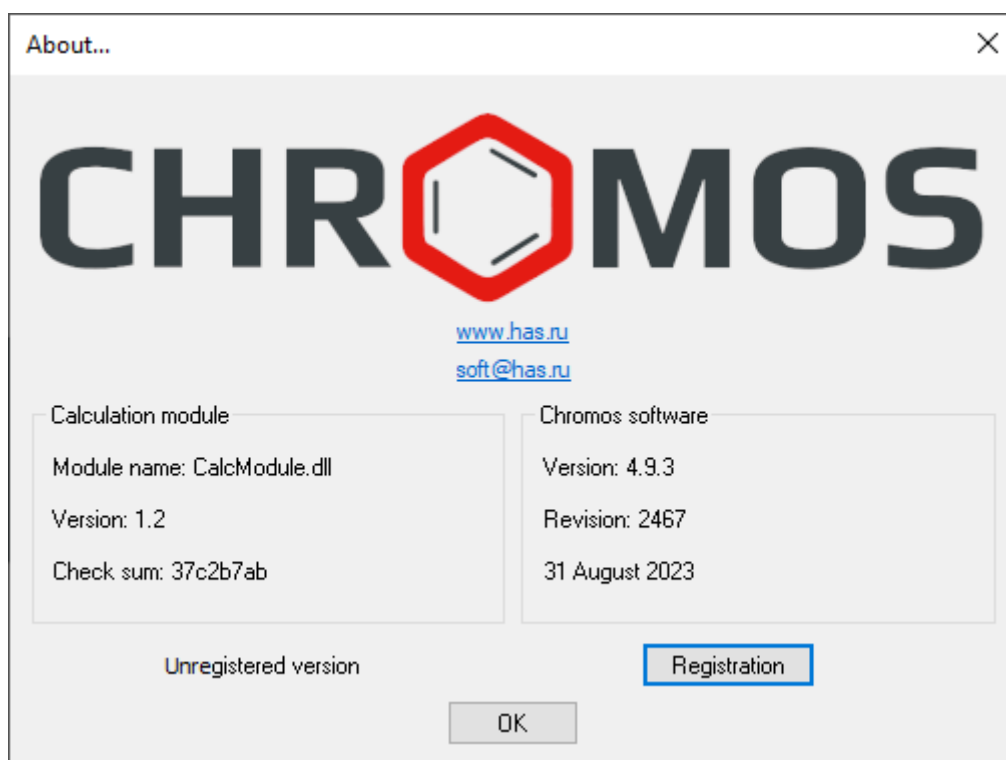 About...
CHROMOS
www.has.ru
soft@has.ru
Calculation module
Module name: CalcModule.dll
Version: 1.2
Check sum: 37c2b7ab
Chromos software
Version: 4.9.3
Revision: 2467
31 August 2023
Unregistered version
Registration
OK